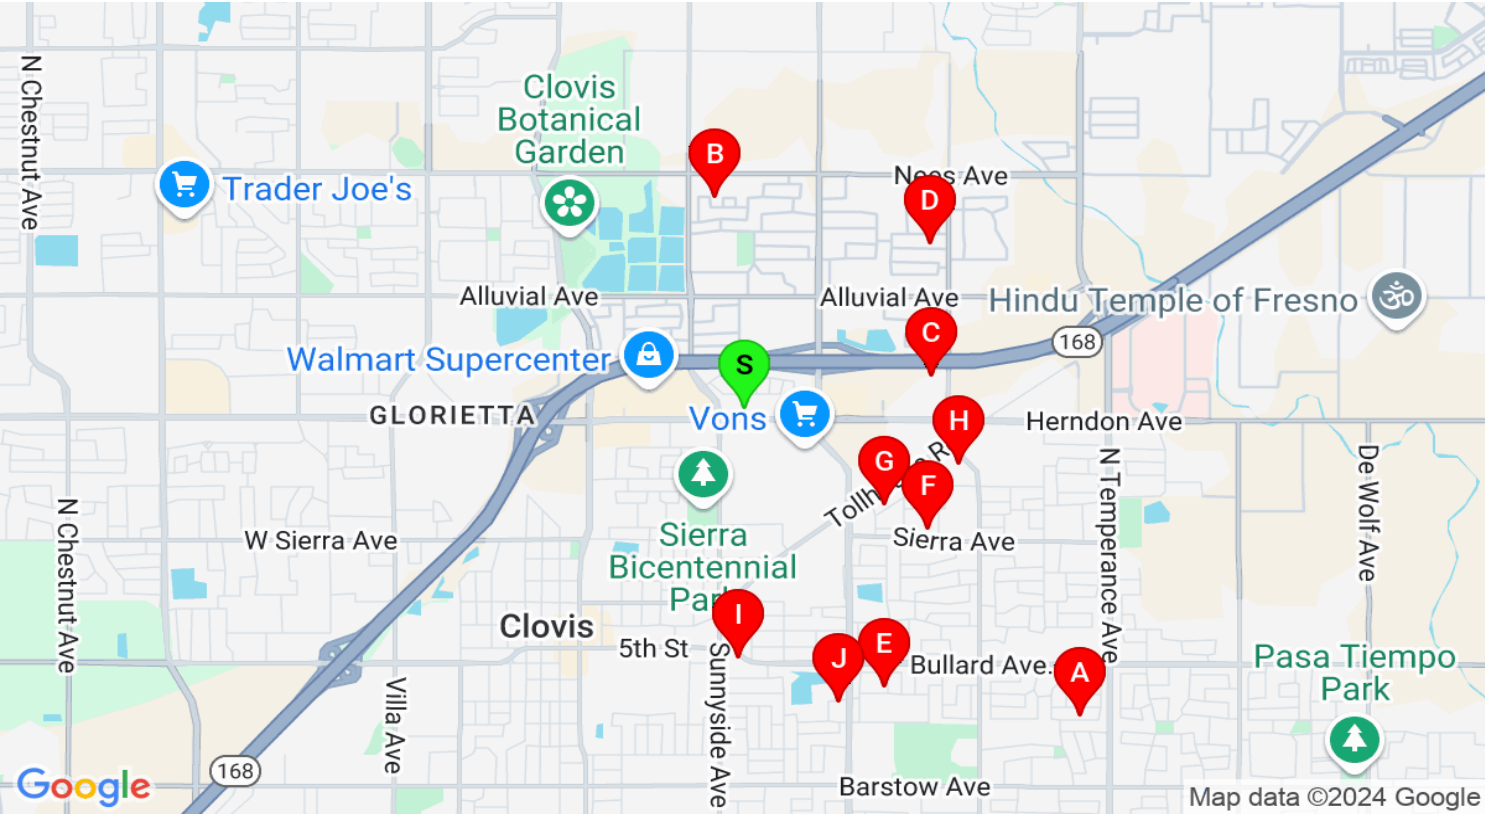 N Chestnut Ave
Clovis
Botanical
Garden
B
Trader Joe's
Nees Ave
D
Alluvial Ave
Alluvial Ave
Hindu Temple of Fresno
C
168
Walmart Supercenter
S
GLORIETTA
Vons
H
Herndon Ave
G
F
N Temperance Ave
De Wolf Ave
N Chestnut Ave
W Sierra Ave
Sierra
Bicentennial
Sierra Ave
I
Clovis
5th St
J
E
Bullard Ave.
A
Pasa Tiempo
Park
Villa Ave
Sunnyside Ave
168
Barstow Ave
Google
Map data ©2024 Google